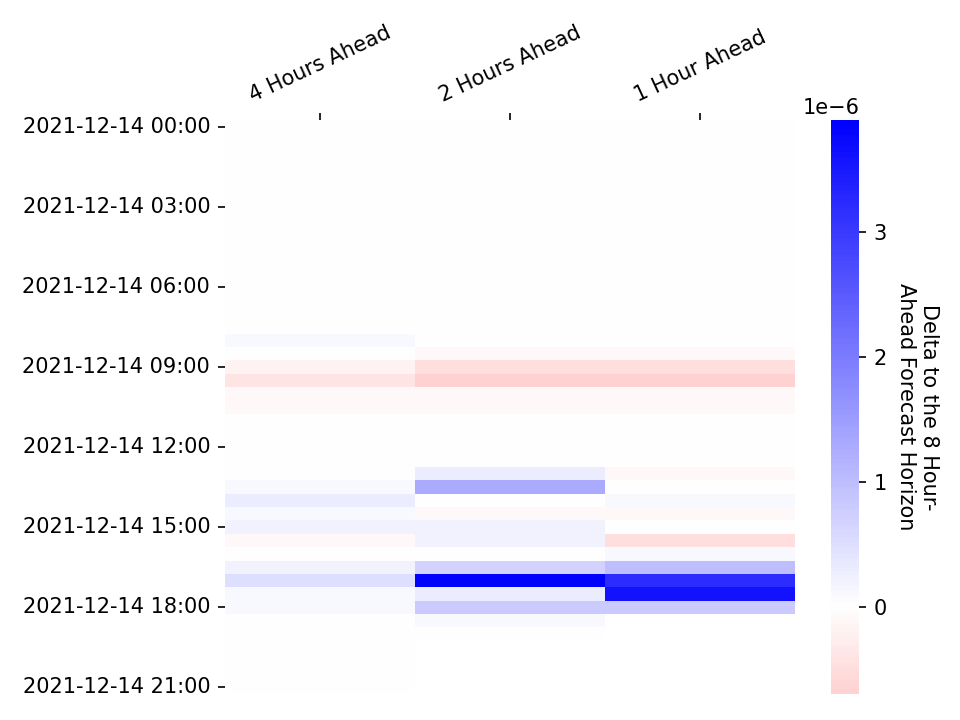 4 Hours Ahead
2 Hours Ahead
1 Hour Ahead
1e−6
2021-12-14 00:00
2021-12-14 03:00
2021-12-14 06:00
2021-12-14 09:00
2021-12-14 12:00
2021-12-14 15:00
2021-12-14 18:00
2021-12-14 21:00
3
2
1
0
Delta to the 8 Hour-
Ahead Forecast Horizon